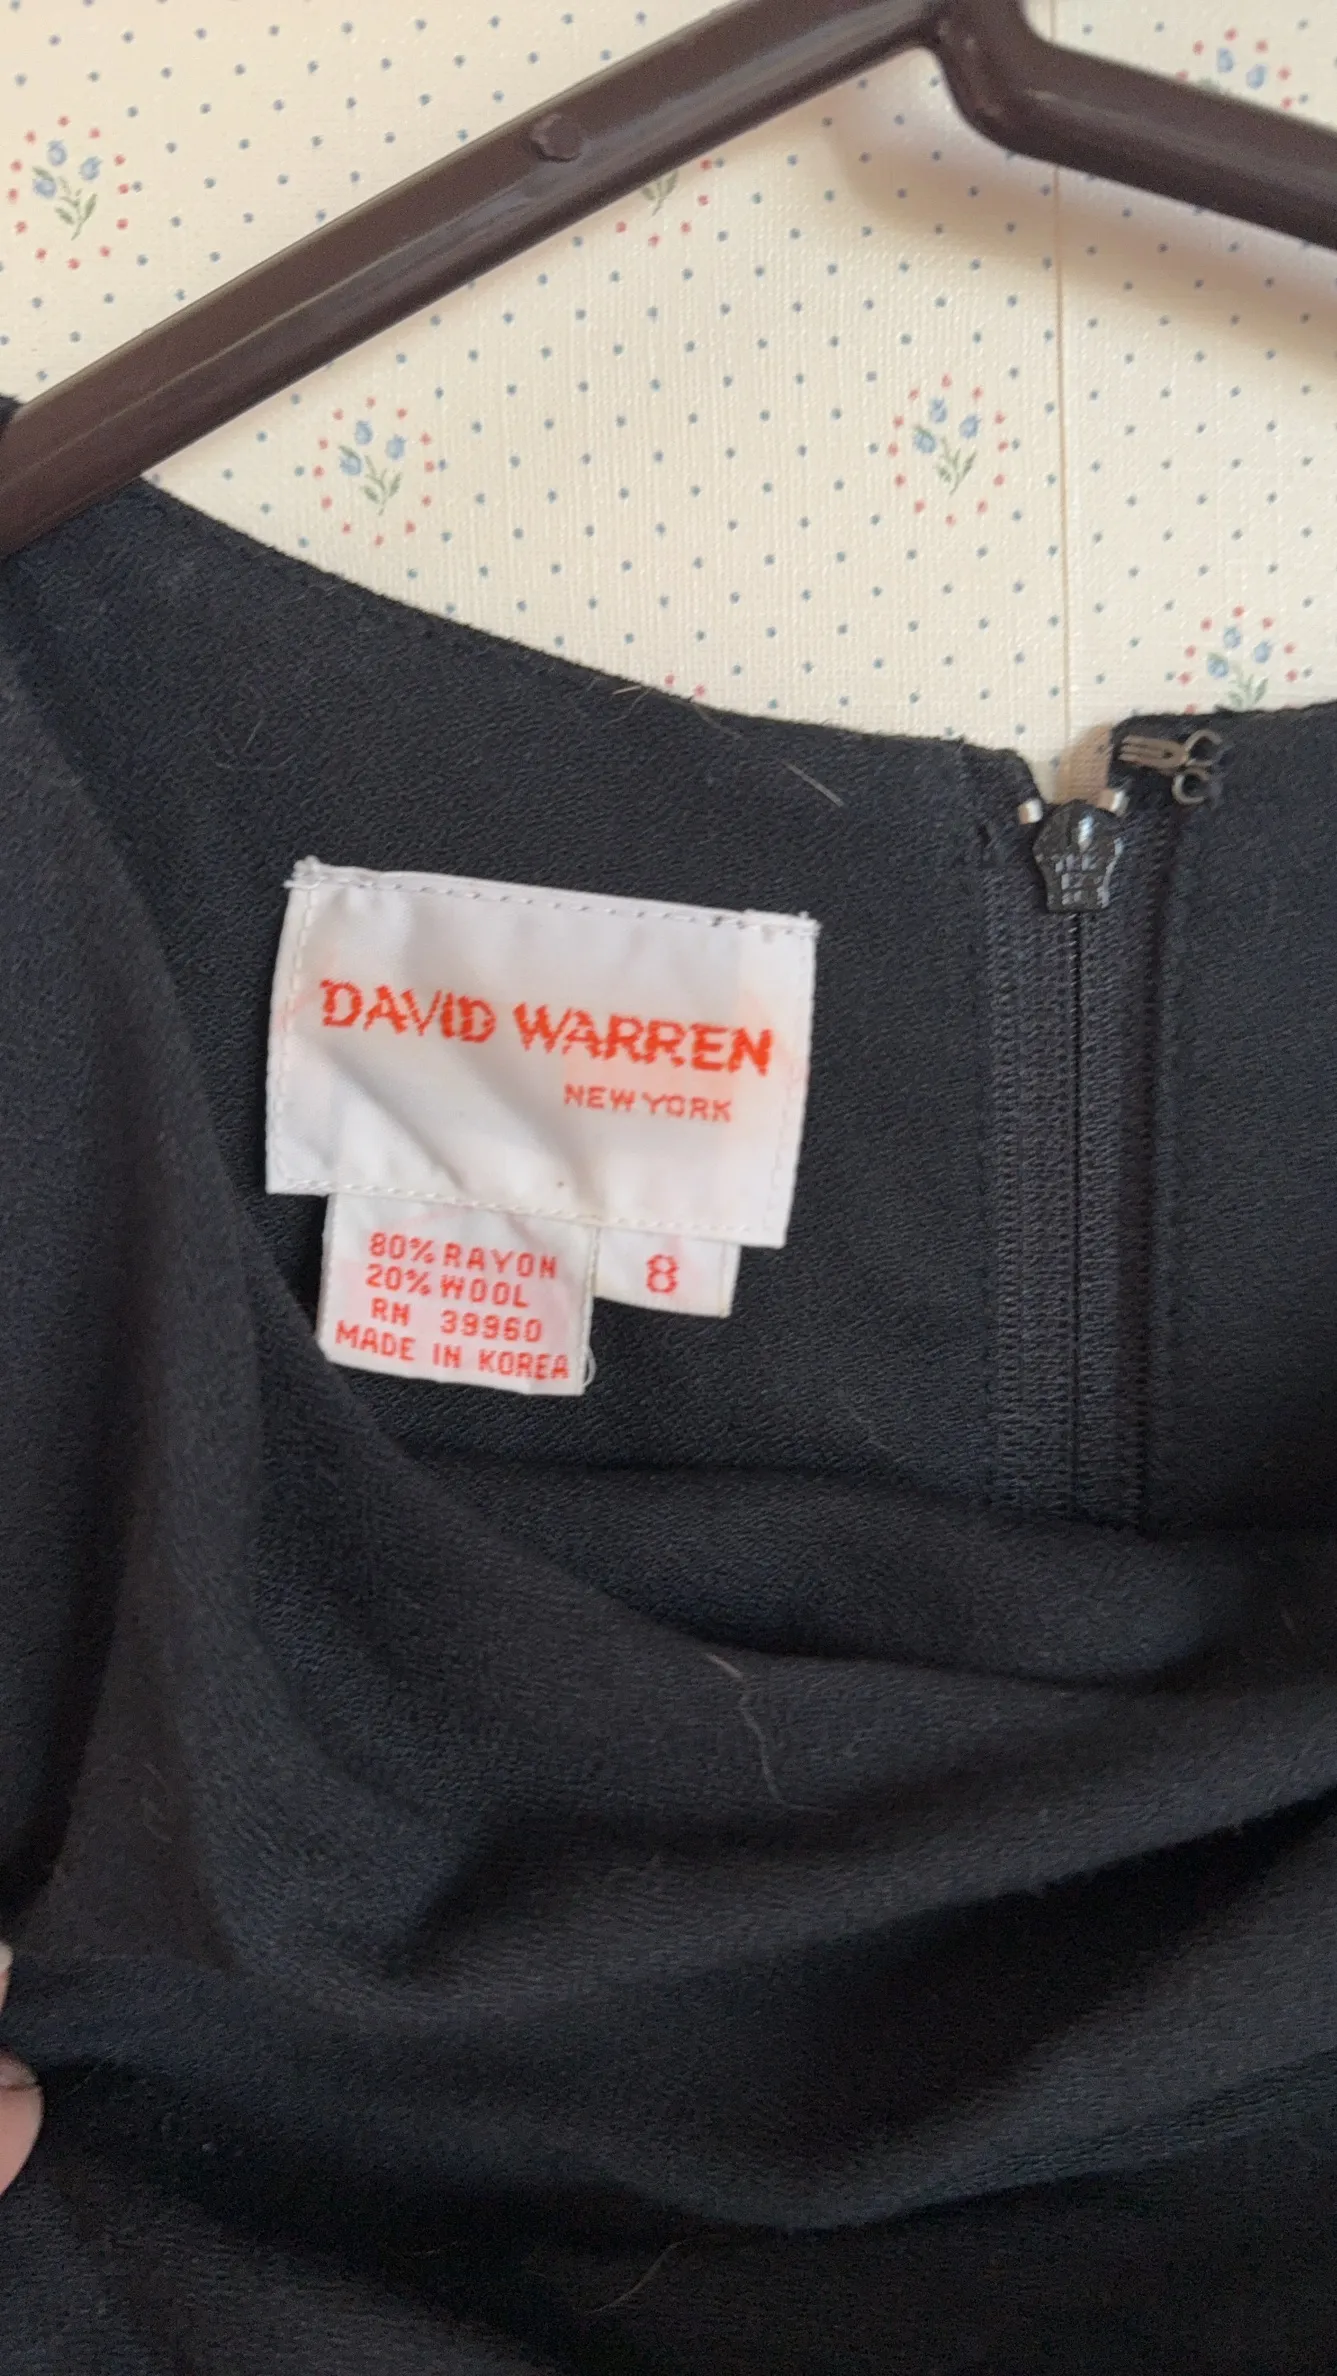 DAVID WARREN
NEW YORK
80% RAYON
20% WOOL
RN 39960
MADE IN KOREA
8